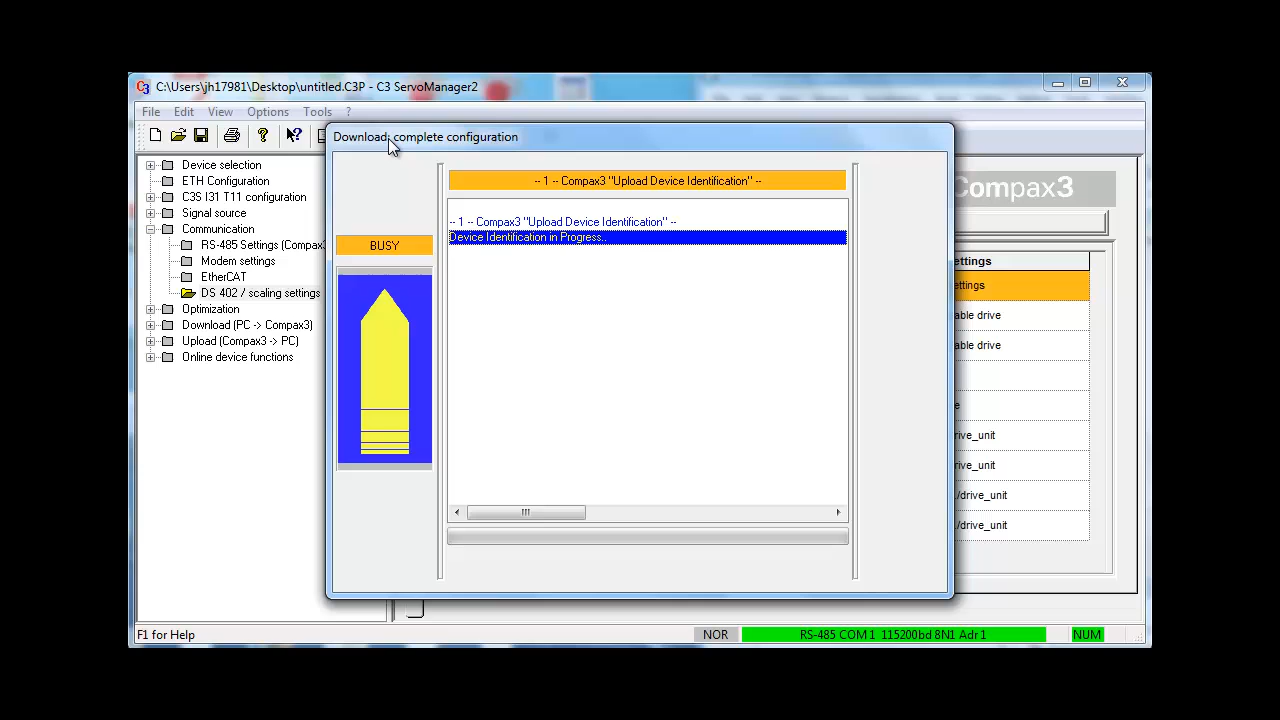 C:\Users\jh17981\Desktop\untitled.C3P - C3 ServoManager2
File Edit View Options Tools ?
Download: complete configuration
Device selection
ETH Configuration
C3S I31 T11 configuration
Signal source
Communication
RS-485 Settings (Compax3
Modem settings
EtherCAT
DS 402 / scaling settings
Optimization
Download (PC -> Compax3)
Upload (Compax3 -> PC)
Online device functions
BUSY
-- 1 -- Compax3 "Upload Device Identification" --
-- 1 -- Compax3 "Upload Device Identification" --
Device Identification in Progress..
Compax3
ettings
ettings
able drive
able drive
e
rive_unit
rive_unit
./drive_unit
./drive_unit
F1 for Help
NOR
RS-485 COM 1 115200bd 8N1 Adr 1
NUM